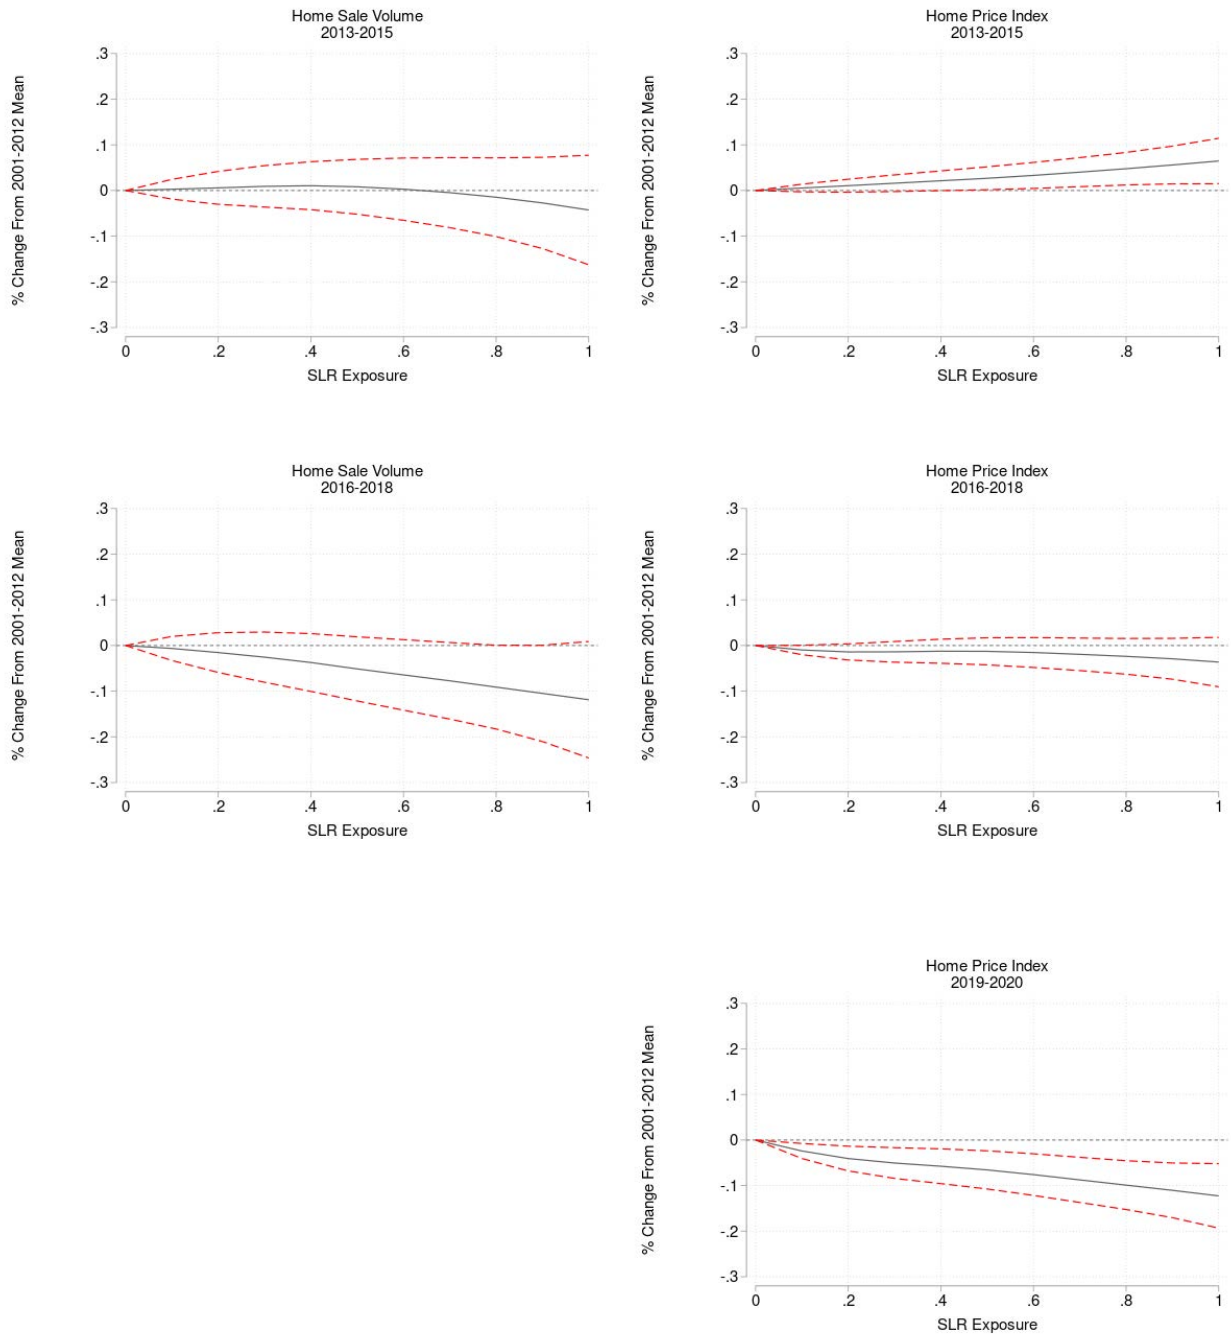 Home Sale Volume
2013-2015
% Change From 2001-2012 Mean
.3
.2
.1
0
-.1
-.2
-.3
0 .2 .4 .6 .8 1
SLR Exposure
Home Price Index
2013-2015
% Change From 2001-2012 Mean
.3
.2
.1
0
-.1
-.2
-.3
0 .2 .4 .6 .8 1
SLR Exposure
Home Sale Volume
2016-2018
% Change From 2001-2012 Mean
.3
.2
.1
0
-.1
-.2
-.3
0 .2 .4 .6 .8 1
SLR Exposure
Home Price Index
2016-2018
% Change From 2001-2012 Mean
.3
.2
.1
0
-.1
-.2
-.3
0 .2 .4 .6 .8 1
SLR Exposure
Home Price Index
2019-2020
% Change From 2001-2012 Mean
.3
.2
.1
0
-.1
-.2
-.3
0 .2 .4 .6 .8 1
SLR Exposure